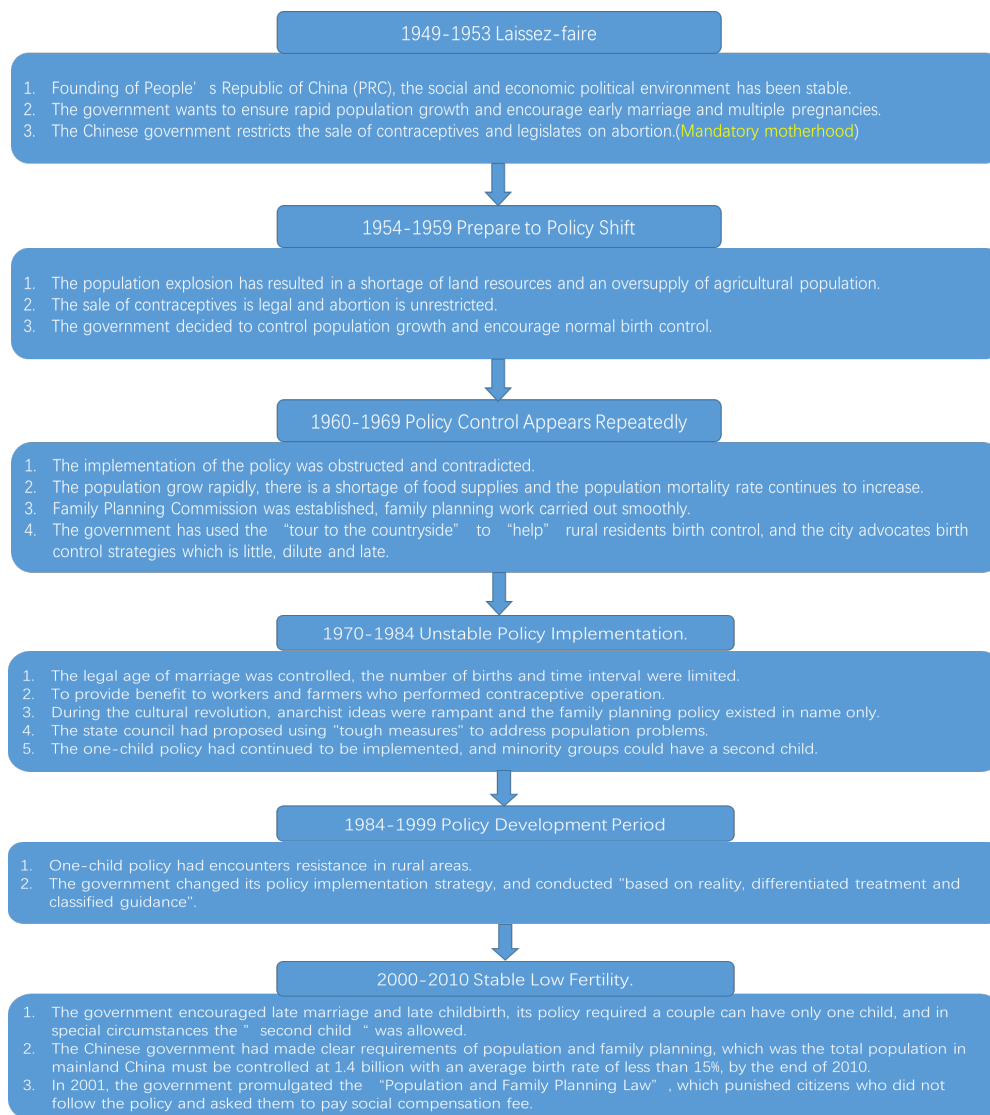 1949-1953 Laissez-faire
1. Founding of People’ s Republic of China (PRC), the social and economic political environment has been stable.
2. The government wants to ensure rapid population growth and encourage early marriage and multiple pregnancies.
3. The Chinese government restricts the sale of contraceptives and legislates on abortion.(Mandatory motherhood)
1954-1959 Prepare to Policy Shift
1. The population explosion has resulted in a shortage of land resources and an oversupply of agricultural population.
2. The sale of contraceptives is legal and abortion is unrestricted.
3. The government decided to control population growth and encourage normal birth control.
1960-1969 Policy Control Appears Repeatedly
1. The implementation of the policy was obstructed and contradicted.
2. The population grow rapidly, there is a shortage of food supplies and the population mortality rate continues to increase.
3. Family Planning Commission was established, family planning work carried out smoothly.
4. The government has used the “tour to the countryside” to “help” rural residents birth control, and the city advocates birth
control strategies which is little, dilute and late.
1970-1984 Unstable Policy Implementation.
1. The legal age of marriage was controlled, the number of births and time interval were limited.
2. To provide benefit to workers and farmers who performed contraceptive operation.
3. During the cultural revolution, anarchist ideas were rampant and the family planning policy existed in name only.
4. The state council had proposed using "tough measures" to address population problems.
5. The one-child policy had continued to be implemented, and minority groups could have a second child.
1984-1999 Policy Development Period
1. One-child policy had encounters resistance in rural areas.
2. The government changed its policy implementation strategy, and conducted "based on reality, differentiated treatment and
classified guidance".
2000-2010 Stable Low Fertility.
1. The government encouraged late marriage and late childbirth, its policy required a couple can have only one child, and in
special circumstances the ” second child “ was allowed.
2. The Chinese government had made clear requirements of population and family planning, which was the total population in
mainland China must be controlled at 1.4 billion with an average birth rate of less than 15%, by the end of 2010.
3. In 2001, the government promulgated the “Population and Family Planning Law” , which punished citizens who did not
follow the policy and asked them to pay social compensation fee.